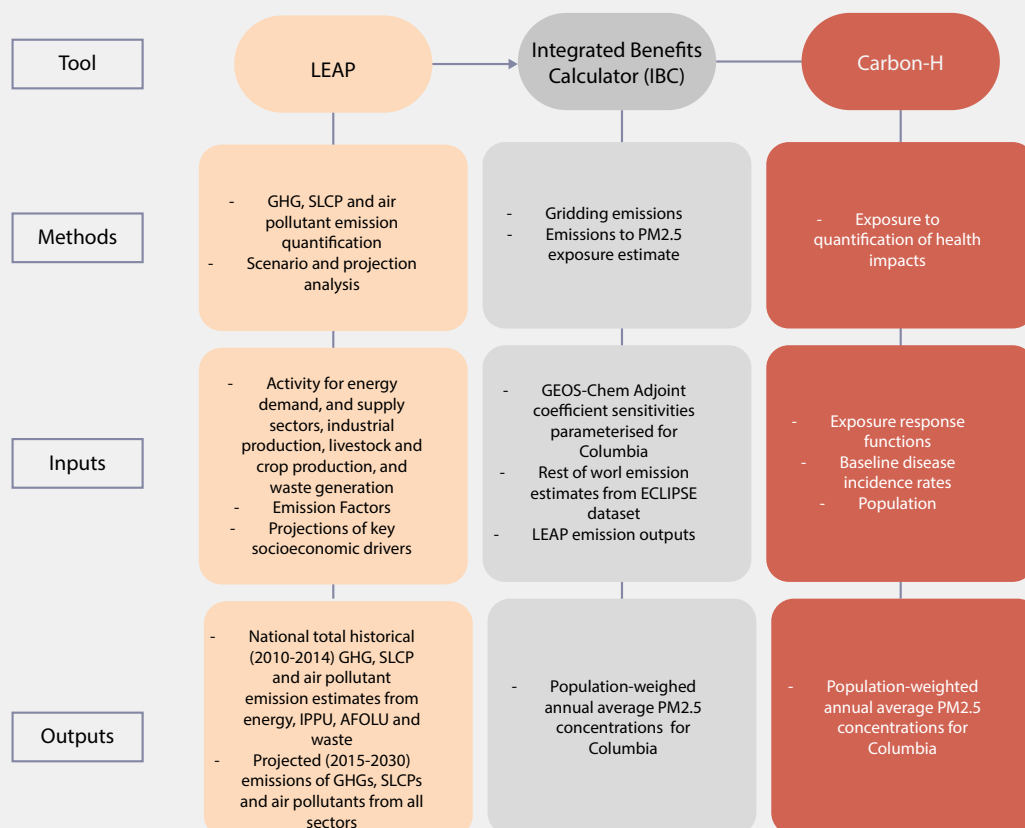 Tool
LEAP
Integrated Benefits
Calculator (IBC)
Carbon-H
Methods
- GHG, SLCP and air
pollutant emission
quantification
- Scenario and projection
analysis
- Gridding emissions
- Emissions to PM2.5
exposure estimate
- Exposure to
quantification of health
impacts
Inputs
- Activity for energy
demand, and supply
sectors, industrial
production, livestock and
crop production, and
waste generation
- Emission Factors
- Projections of key
socioeconomic drivers
- GEOS-Chem Adjoint
coefficient sensitivities
parameterised for
Columbia
- Rest of worl emission
estimates from ECLIPSE
dataset
- LEAP emission outputs
- Exposure response
functions
- Baseline disease
incidence rates
- Population
Outputs
- National total historical
(2010-2014) GHG, SLCP
and air pollutant
emission estimates from
energy, IPPU, AFOLU and
waste
- Projected (2015-2030)
emissions of GHGs, SLCPs
and air pollutants from all
sectors
- Population-weighed
annual average PM2.5
concentrations for
Columbia
- Population-weighted
annual average PM2.5
concentrations for
Columbia